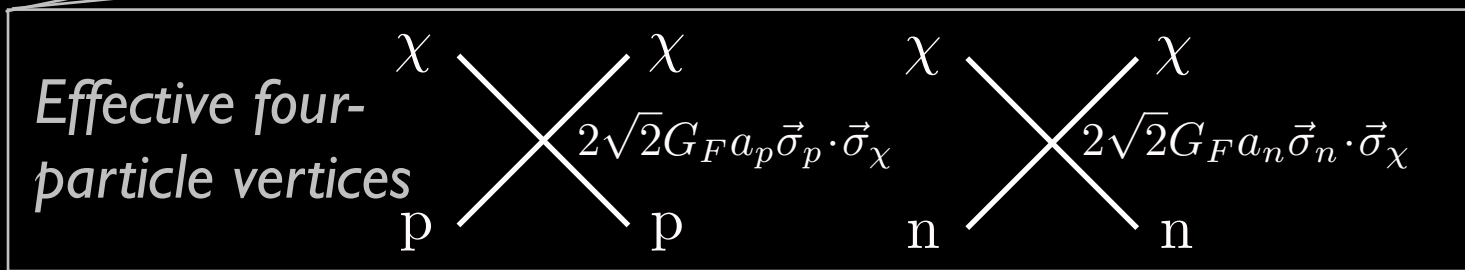 Effective four-
particle vertices
χ χ
2√2G_F a_p σ⃗_p·σ⃗_χ
p p
χ χ
2√2G_F a_n σ⃗_n·σ⃗_χ
n n